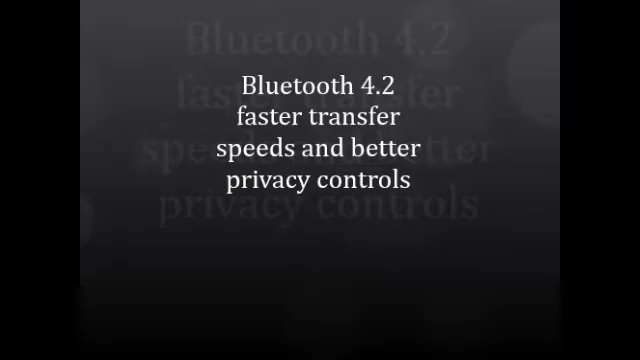 Bluetooth 4.2
faster transfer
speeds and better
privacy controls